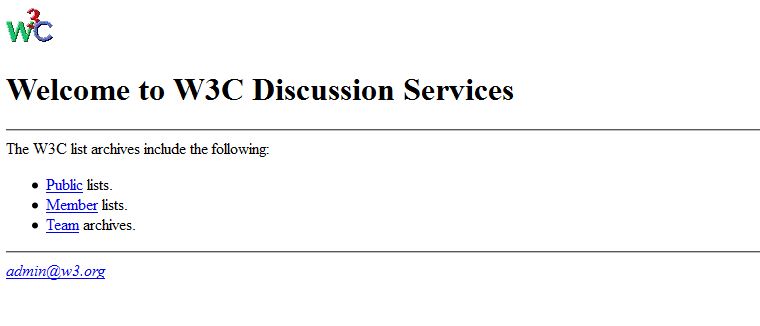 W3C
Welcome to W3C Discussion Services
The W3C list archives include the following:
Public lists.
Member lists.
Team archives.
admin@w3.org